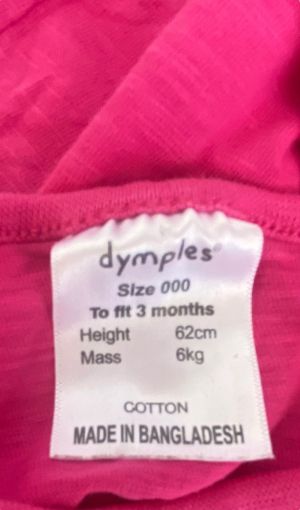 dymples
Size 000
To fit 3 months
Height 62cm
Mass 6kg
COTTON
MADE IN BANGLADESH